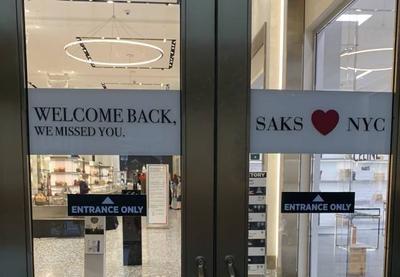 WELCOME BACK,
WE MISSED YOU.
SAKS ❤ NYC
ENTRANCE ONLY
ENTRANCE ONLY